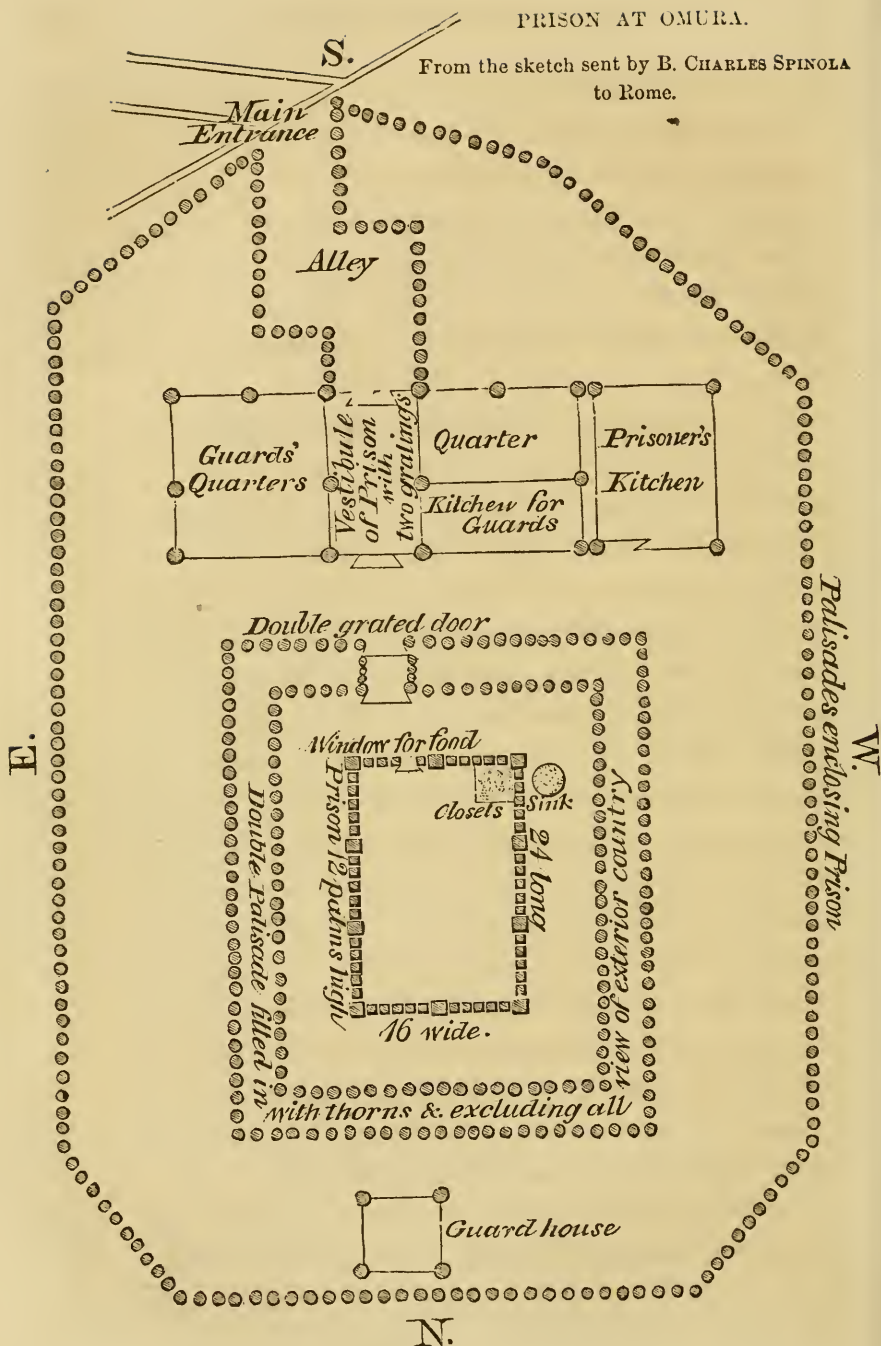 PRISON AT OMURA.
From the sketch sent by B. CHARLES SPINOLA
to Rome.
S.
Main
Entrance
Alley
Guards'
Quarters
Vestibule
of Prison
with
two gratings
Quarter
Kitchen for
Guards
Prisoner's
Kitchen
Double grated door
Window for food
Closets
Sink
Prison 12 palms high
24 long
16 wide.
Double Palisade filled in
with thorns & excluding all
view of exterior country
Palisades enclosing Prison
E.
W.
Guard house
N.